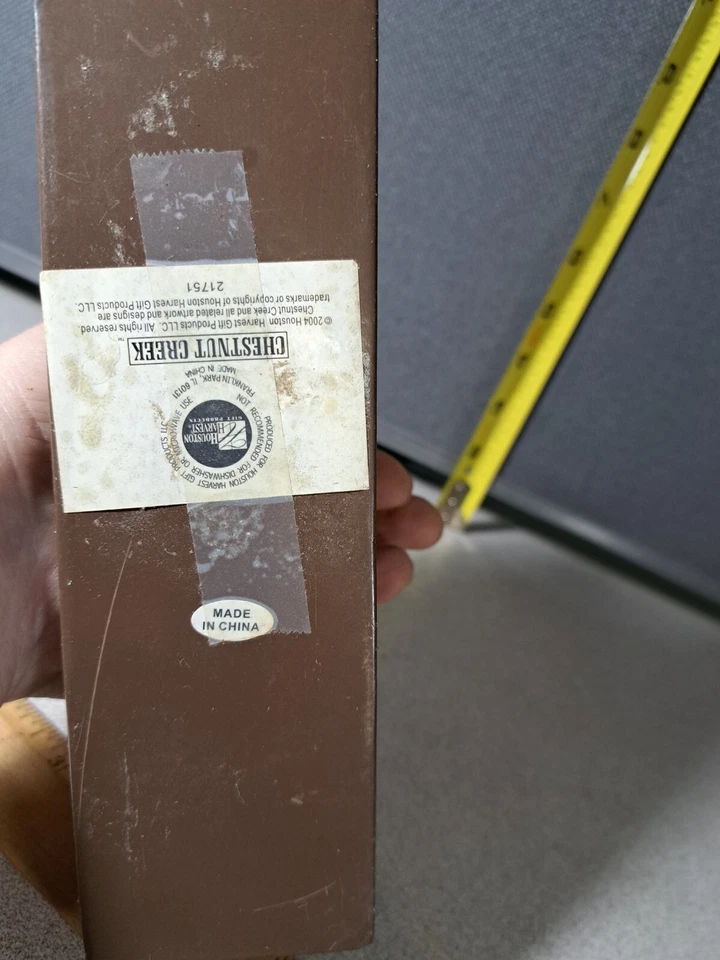 PRODUCED FOR HOUSTON HARVEST GIFT PRODUCTS LLC
FRANKLIN PARK, IL 60131
NOT RECOMMENDED FOR DISHWASHER OR MICROWAVE USE
MADE IN CHINA
HOUSTON
HARVEST
GIFT PRODUCTS
CHESTNUT CREEK™
©2004 Houston Harvest Gift Products LLC. All rights reserved.
Chestnut Creek and all related artwork and designs are
trademarks or copyrights of Houston Harvest Gift Products LLC.
21751
MADE
IN CHINA